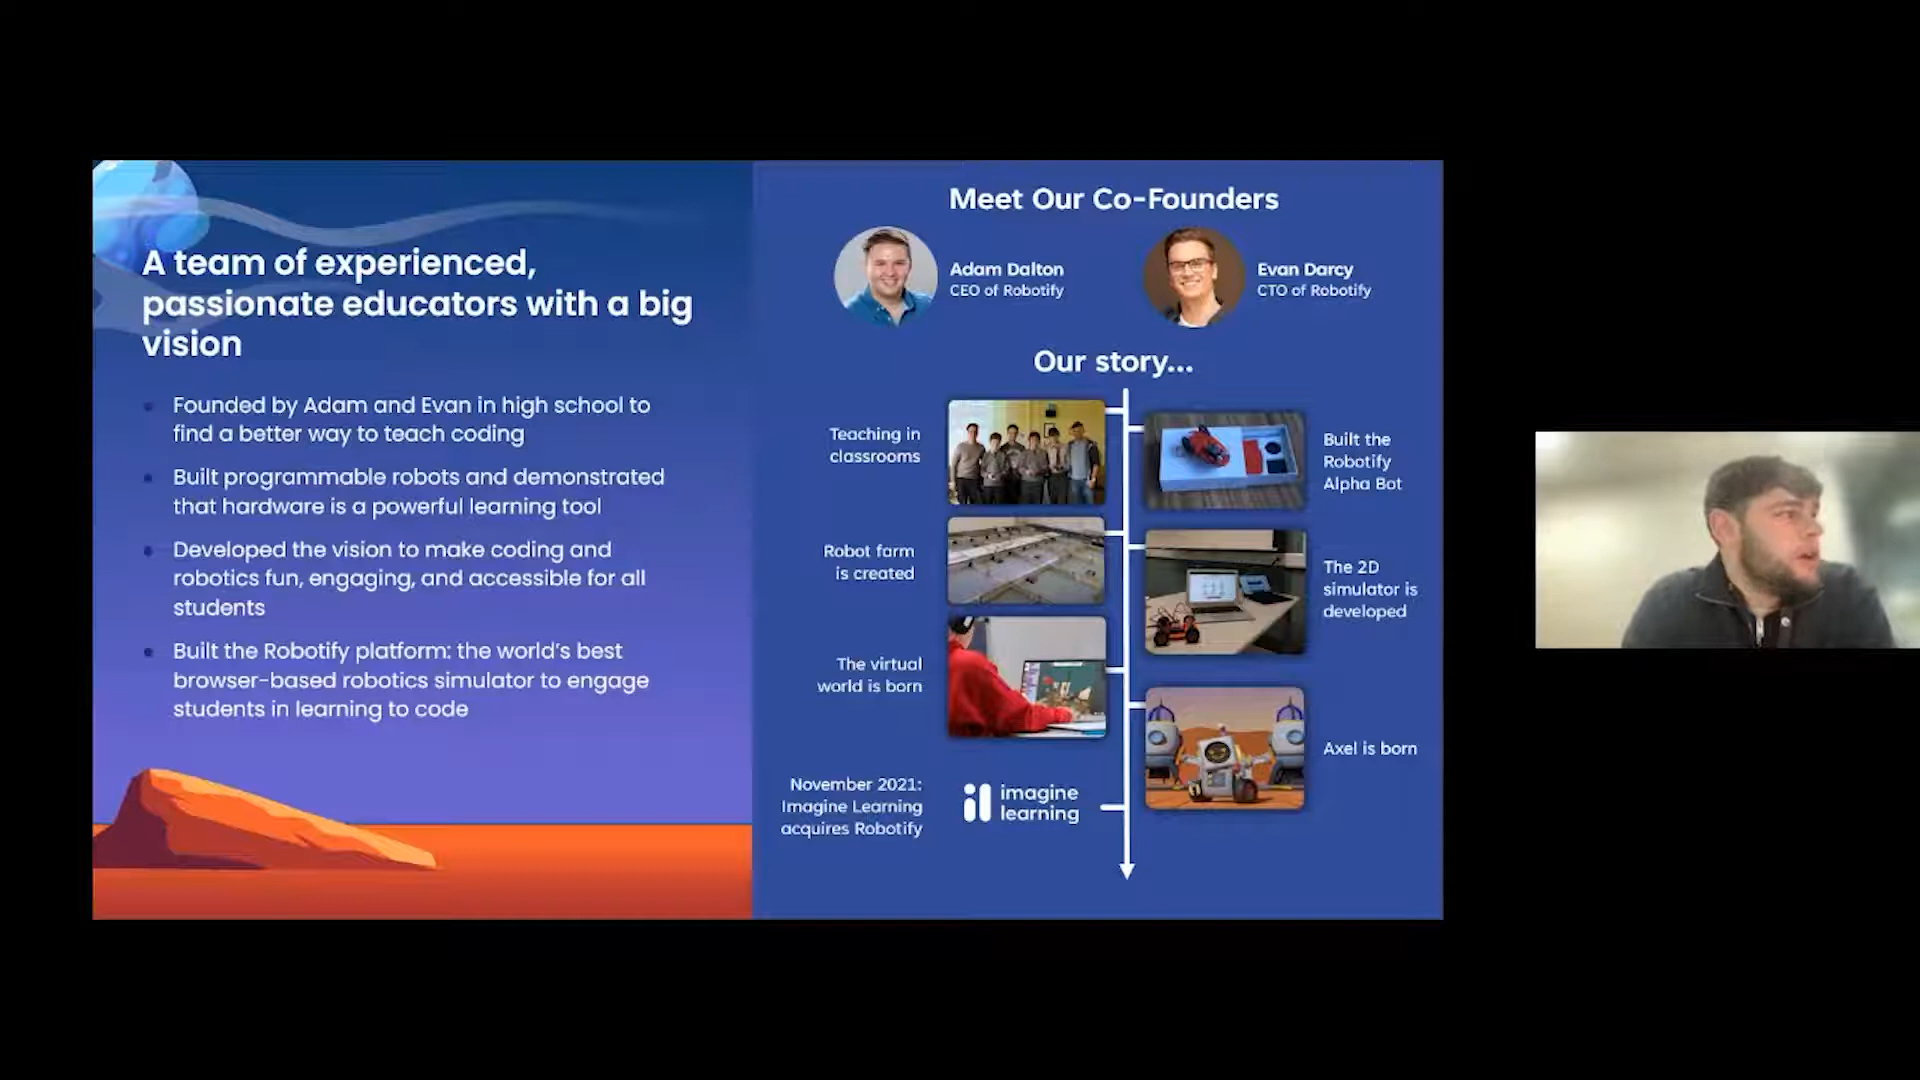 A team of experienced,
passionate educators with a big
vision
Founded by Adam and Evan in high school to
find a better way to teach coding
Built programmable robots and demonstrated
that hardware is a powerful learning tool
Developed the vision to make coding and
robotics fun, engaging, and accessible for all
students
Built the Robotify platform: the world's best
browser-based robotics simulator to engage
students in learning to code
Meet Our Co-Founders
Adam Dalton
CEO of Robotify
Evan Darcy
CTO of Robotify
Our story...
Teaching in
classrooms
Built the
Robotify
Alpha Bot
Robot farm
is created
The 2D
simulator is
developed
The virtual
world is born
Axel is born
November 2021:
Imagine Learning
acquires Robotify
imagine
learning